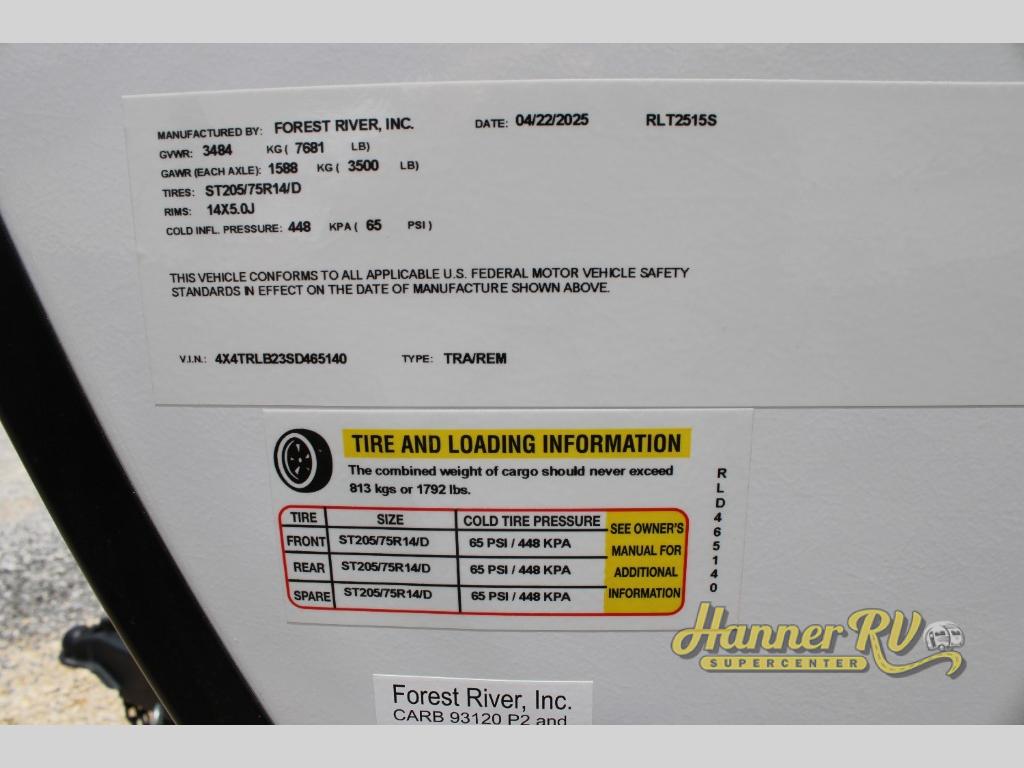 MANUFACTURED BY: FOREST RIVER, INC. DATE: 04/22/2025 RLT2515S
GVWR: 3484 KG ( 7681 LB)
GAWR (EACH AXLE): 1588 KG ( 3500 LB)
TIRES: ST205/75R14/D
RIMS: 14X5.0J
COLD INFL. PRESSURE: 448 KPA ( 65 PSI )
THIS VEHICLE CONFORMS TO ALL APPLICABLE U.S. FEDERAL MOTOR VEHICLE SAFETY
STANDARDS IN EFFECT ON THE DATE OF MANUFACTURE SHOWN ABOVE.
V.I.N.: 4X4TRLB23SD465140 TYPE: TRA/REM
TIRE AND LOADING INFORMATION
The combined weight of cargo should never exceed
813 kgs or 1792 lbs.
TIRE SIZE COLD TIRE PRESSURE
FRONT ST205/75R14/D 65 PSI / 448 KPA
REAR ST205/75R14/D 65 PSI / 448 KPA
SPARE ST205/75R14/D 65 PSI / 448 KPA
SEE OWNER'S
MANUAL FOR
ADDITIONAL
INFORMATION
RLD465140
Hanner RV
SUPERCENTER
Forest River, Inc.
CARB 93120 P2 and